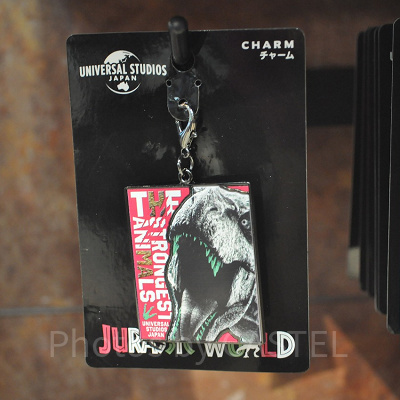 UNIVERSAL STUDIOS
JAPAN
CHARM
チャーム
THE
STRONGEST
ANIMALS
UNIVERSAL
STUDIOS
JAPAN
JURASSIC WORLD